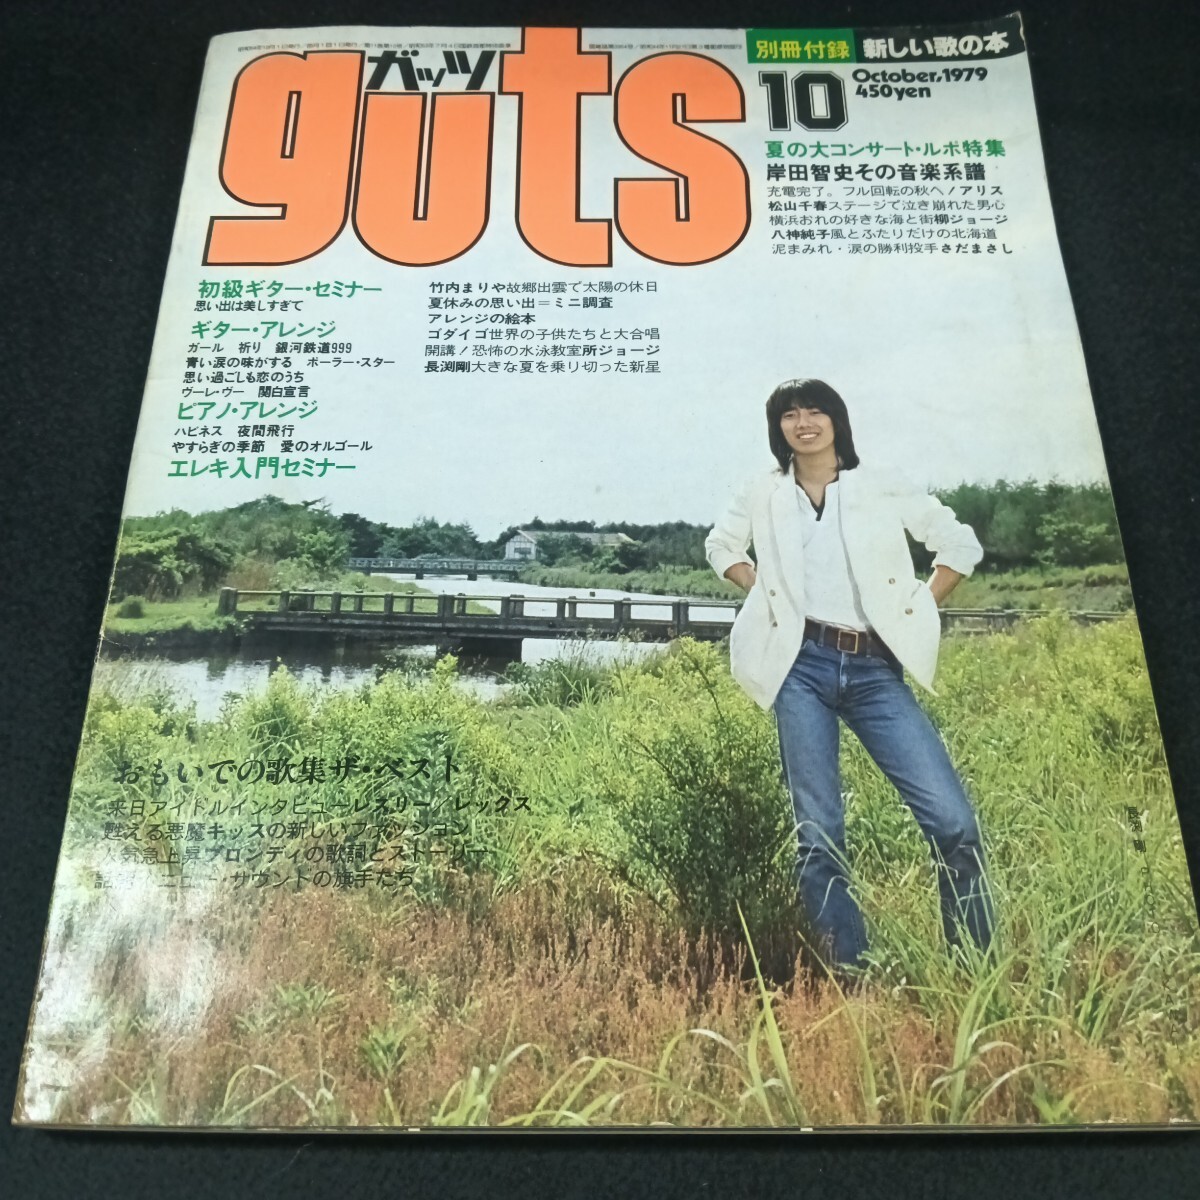 別冊付録 新しい歌の本
guts
ガッツ
10
October,1979
450yen
夏の大コンサート・ルポ特集
岸田智史その音楽系譜
充電完了。フル回転の秋へ!アリス
松山千春ステージで泣き崩れた男心
横浜おれの好きな海と街柳ジョージ
八神純子風とふたりだけの北海道
泥まみれ・涙の勝利投手さだまさし
初級ギター・セミナー
思い出は美しすぎて
ギター・アレンジ
ガール 祈り 銀河鉄道999
青い涙の味がする ポーラー・スター
思い過ごしも恋のうち
ヴーレ・ヴー 関白宣言
ピアノ・アレンジ
ハピネス 夜間飛行
やすらぎの季節 愛のオルゴール
エレキ入門セミナー
竹内まりや故郷出雲で太陽の休日
夏休みの思い出=ミニ調査
アレンジの絵本
ゴダイゴ世界の子供たちと大合唱
開講!恐怖の水泳教室所ジョージ
長渕剛大きな夏を乗り切った新星
おもいでの歌集ザ・ベスト
来日アイドルインタビューレスリー/レックス
甦える悪魔キッスの新しいファッション
人気急上昇ブロンディの歌詞とストーリー
ニュー・サウンドの旗手たち
長渕 剛